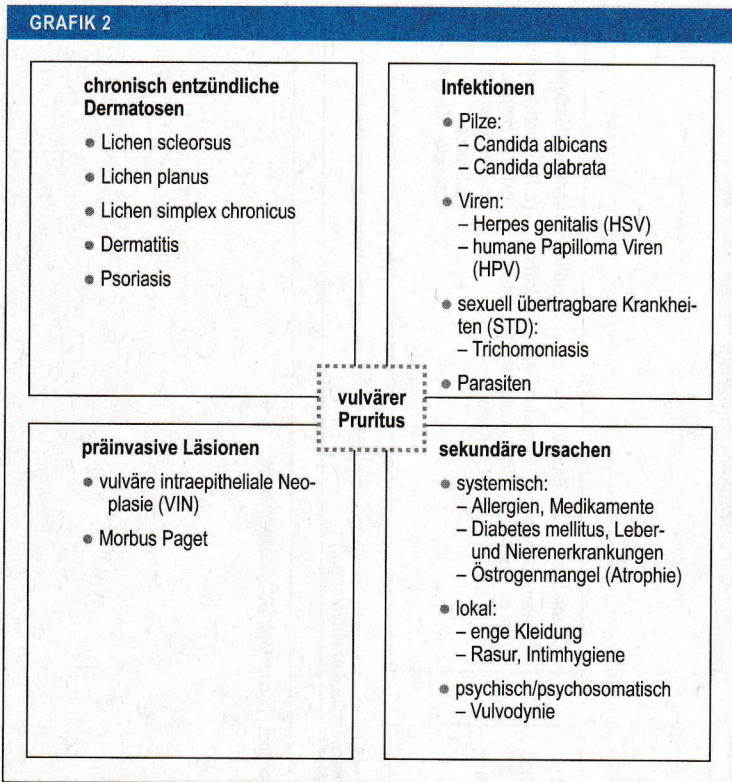 GRAFIK 2
chronisch entzündliche
Dermatosen
● Lichen scleorsus
● Lichen planus
● Lichen simplex chronicus
● Dermatitis
● Psoriasis
Infektionen
● Pilze:
– Candida albicans
– Candida glabrata
● Viren:
– Herpes genitalis (HSV)
– humane Papilloma Viren
(HPV)
● sexuell übertragbare Krankhei-
ten (STD):
– Trichomoniasis
● Parasiten
vulvärer
Pruritus
präinvasive Läsionen
● vulväre intraepitheliale Neo-
plasie (VIN)
● Morbus Paget
sekundäre Ursachen
● systemisch:
– Allergien, Medikamente
– Diabetes mellitus, Leber-
und Nierenerkrankungen
– Östrogenmangel (Atrophie)
● lokal:
– enge Kleidung
– Rasur, Intimhygiene
● psychisch/psychosomatisch
– Vulvodynie